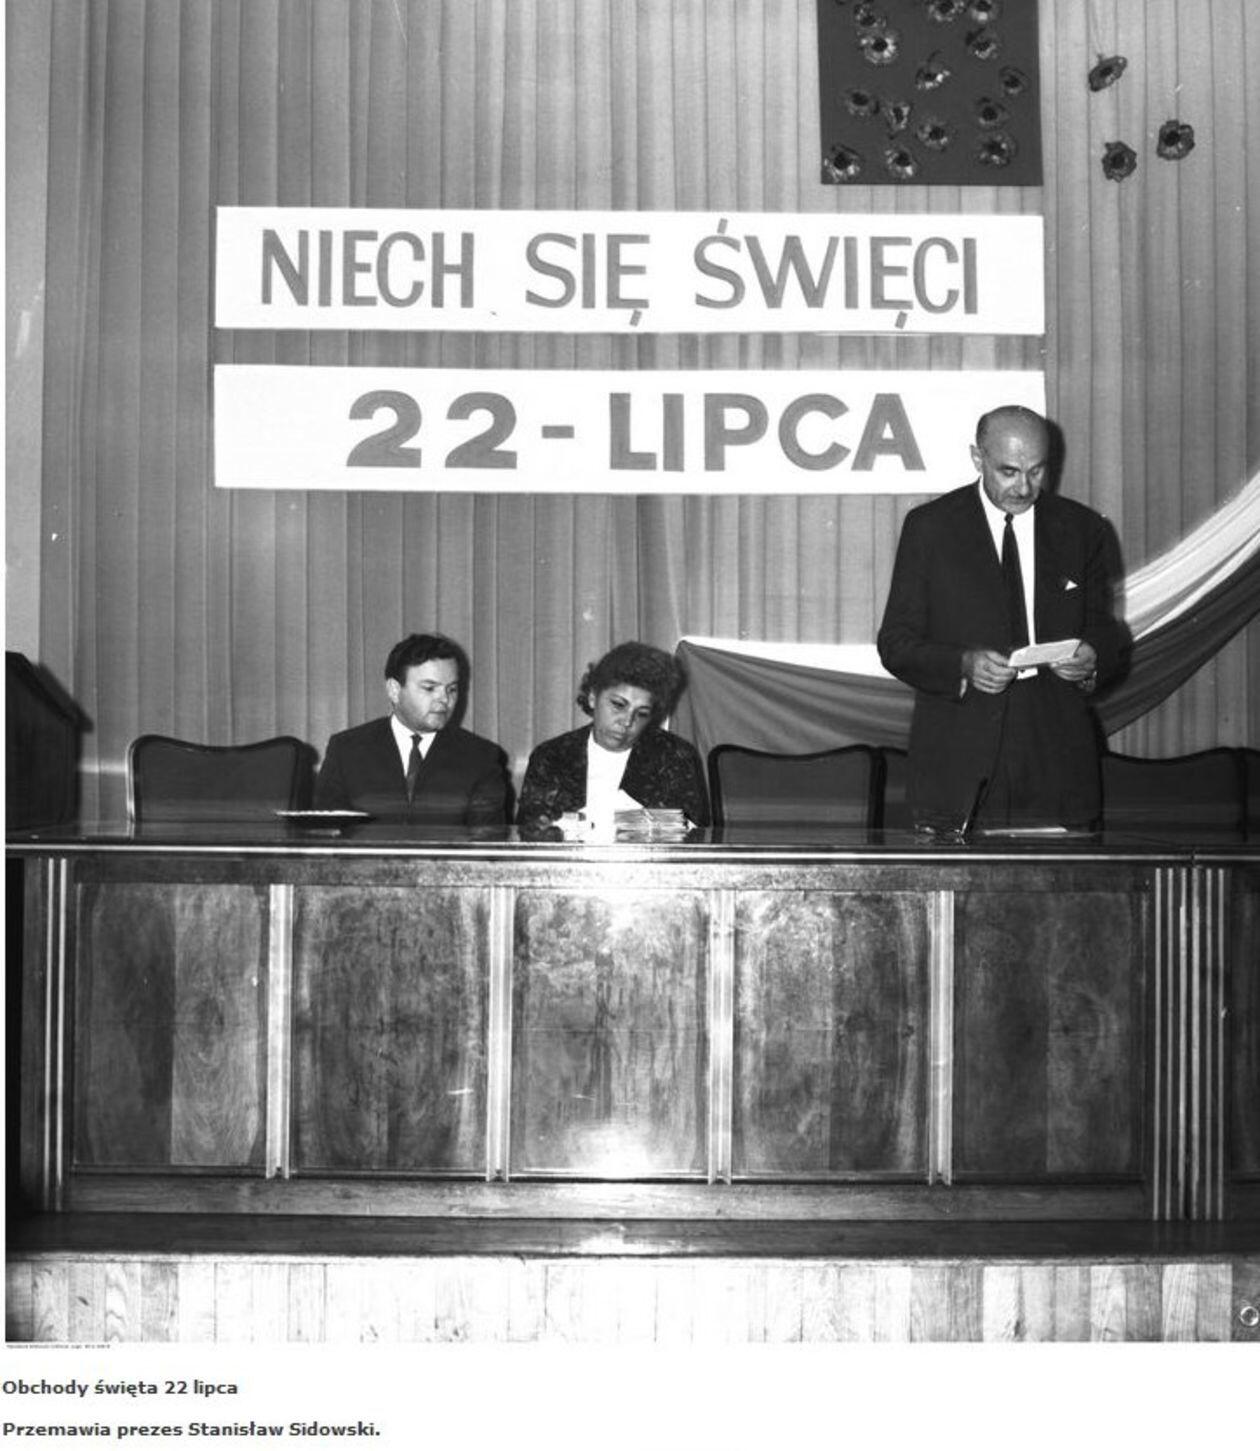 NIECH SIĘ ŚWIĘCI
22-LIPCA
Obchody święta 22 lipca
Przemawia prezes Stanisław Sidowski.